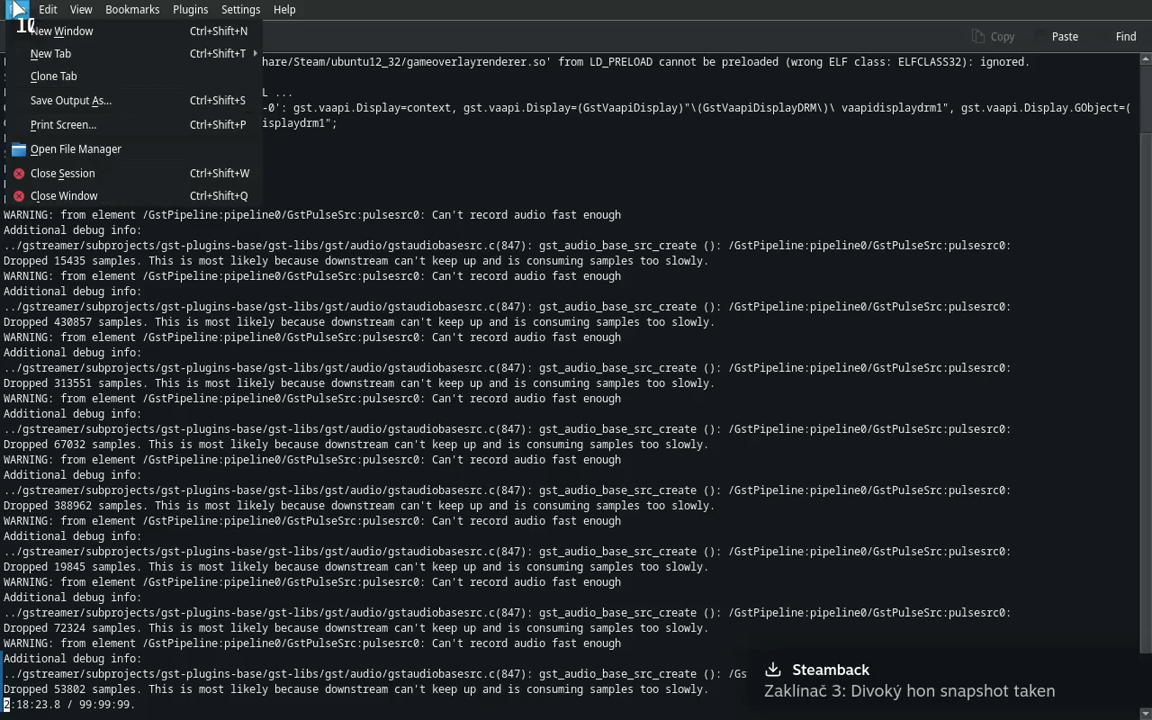 Edit View Bookmarks Plugins Settings Help
New Window Ctrl+Shift+N
New Tab Ctrl+Shift+T
Clone Tab
Save Output As... Ctrl+Shift+S
Print Screen... Ctrl+Shift+P
Open File Manager
Close Session Ctrl+Shift+W
Close Window Ctrl+Shift+Q
Copy Paste Find
hare/Steam/ubuntu12_32/gameoverlayrenderer.so' from LD_PRELOAD cannot be preloaded (wrong ELF class: ELFCLASS32): ignored.
L ...
-0': gst.vaapi.Display=context, gst.vaapi.Display=(GstVaapiDisplay)"\(GstVaapiDisplayDRM\)\ vaapidisplaydrm1", gst.vaapi.Display.GObject=(
displaydrm1";
WARNING: from element /GstPipeline:pipeline0/GstPulseSrc:pulsesrc0: Can't record audio fast enough
Additional debug info:
../gstreamer/subprojects/gst-plugins-base/gst-libs/gst/audio/gstaudiobasesrc.c(847): gst_audio_base_src_create (): /GstPipeline:pipeline0/GstPulseSrc:pulsesrc0:
Dropped 15435 samples. This is most likely because downstream can't keep up and is consuming samples too slowly.
WARNING: from element /GstPipeline:pipeline0/GstPulseSrc:pulsesrc0: Can't record audio fast enough
Additional debug info:
../gstreamer/subprojects/gst-plugins-base/gst-libs/gst/audio/gstaudiobasesrc.c(847): gst_audio_base_src_create (): /GstPipeline:pipeline0/GstPulseSrc:pulsesrc0:
Dropped 430857 samples. This is most likely because downstream can't keep up and is consuming samples too slowly.
WARNING: from element /GstPipeline:pipeline0/GstPulseSrc:pulsesrc0: Can't record audio fast enough
Additional debug info:
../gstreamer/subprojects/gst-plugins-base/gst-libs/gst/audio/gstaudiobasesrc.c(847): gst_audio_base_src_create (): /GstPipeline:pipeline0/GstPulseSrc:pulsesrc0:
Dropped 313551 samples. This is most likely because downstream can't keep up and is consuming samples too slowly.
WARNING: from element /GstPipeline:pipeline0/GstPulseSrc:pulsesrc0: Can't record audio fast enough
Additional debug info:
../gstreamer/subprojects/gst-plugins-base/gst-libs/gst/audio/gstaudiobasesrc.c(847): gst_audio_base_src_create (): /GstPipeline:pipeline0/GstPulseSrc:pulsesrc0:
Dropped 67032 samples. This is most likely because downstream can't keep up and is consuming samples too slowly.
WARNING: from element /GstPipeline:pipeline0/GstPulseSrc:pulsesrc0: Can't record audio fast enough
Additional debug info:
../gstreamer/subprojects/gst-plugins-base/gst-libs/gst/audio/gstaudiobasesrc.c(847): gst_audio_base_src_create (): /GstPipeline:pipeline0/GstPulseSrc:pulsesrc0:
Dropped 388962 samples. This is most likely because downstream can't keep up and is consuming samples too slowly.
WARNING: from element /GstPipeline:pipeline0/GstPulseSrc:pulsesrc0: Can't record audio fast enough
Additional debug info:
../gstreamer/subprojects/gst-plugins-base/gst-libs/gst/audio/gstaudiobasesrc.c(847): gst_audio_base_src_create (): /GstPipeline:pipeline0/GstPulseSrc:pulsesrc0:
Dropped 19845 samples. This is most likely because downstream can't keep up and is consuming samples too slowly.
WARNING: from element /GstPipeline:pipeline0/GstPulseSrc:pulsesrc0: Can't record audio fast enough
Additional debug info:
../gstreamer/subprojects/gst-plugins-base/gst-libs/gst/audio/gstaudiobasesrc.c(847): gst_audio_base_src_create (): /GstPipeline:pipeline0/GstPulseSrc:pulsesrc0:
Dropped 72324 samples. This is most likely because downstream can't keep up and is consuming samples too slowly.
WARNING: from element /GstPipeline:pipeline0/GstPulseSrc:pulsesrc0: Can't record audio fast enough
Additional debug info:
../gstreamer/subprojects/gst-plugins-base/gst-libs/gst/audio/gstaudiobasesrc.c(847): gst_audio_base_src_create (): /Gs
Dropped 53802 samples. This is most likely because downstream can't keep up and is consuming samples too slowly.
2:18:23.8 / 99:99:99.
Steamback
Zaklínač 3: Divoký hon snapshot taken